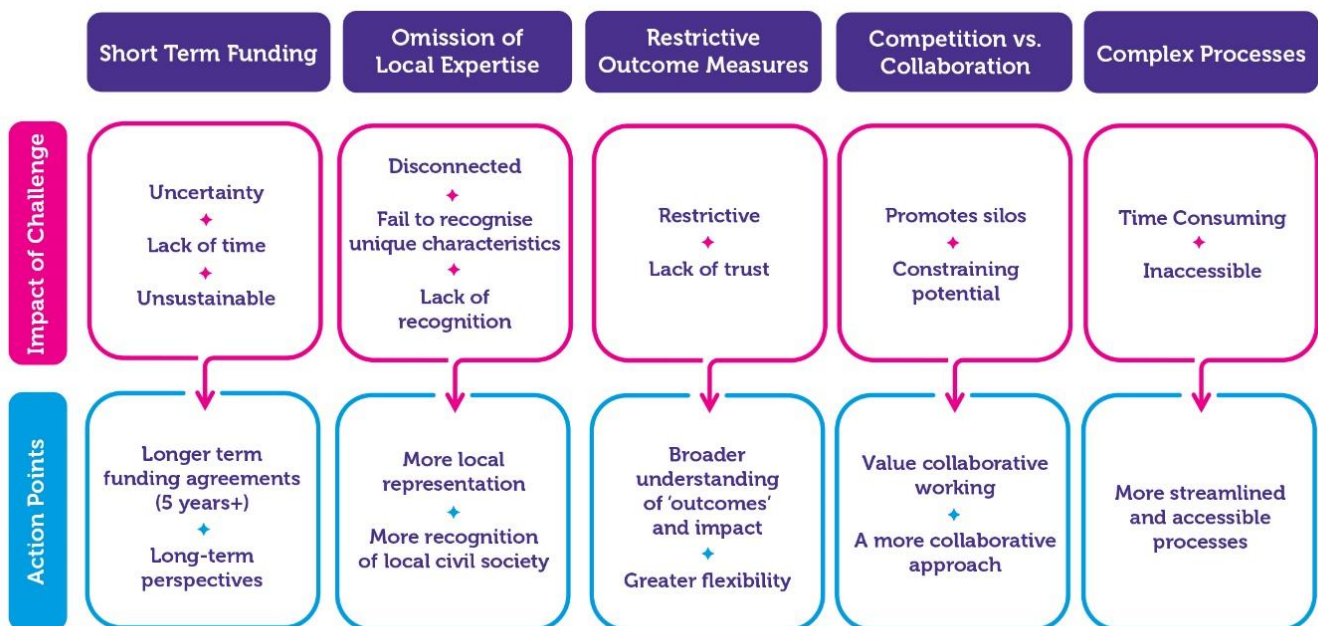 Short Term Funding
Omission of
Local Expertise
Restrictive
Outcome Measures
Competition vs.
Collaboration
Complex Processes
Impact of Challenge
Uncertainty
Lack of time
Unsustainable
Disconnected
Fail to recognise
unique characteristics
Lack of
recognition
Restrictive
Lack of trust
Promotes silos
Constraining
potential
Time Consuming
Inaccessible
Action Points
Longer term
funding agreements
(5 years+)
Long-term
perspectives
More local
representation
More recognition
of local civil society
Broader
understanding
of ‘outcomes’
and impact
Greater flexibility
Value collaborative
working
A more collaborative
approach
More streamlined
and accessible
processes